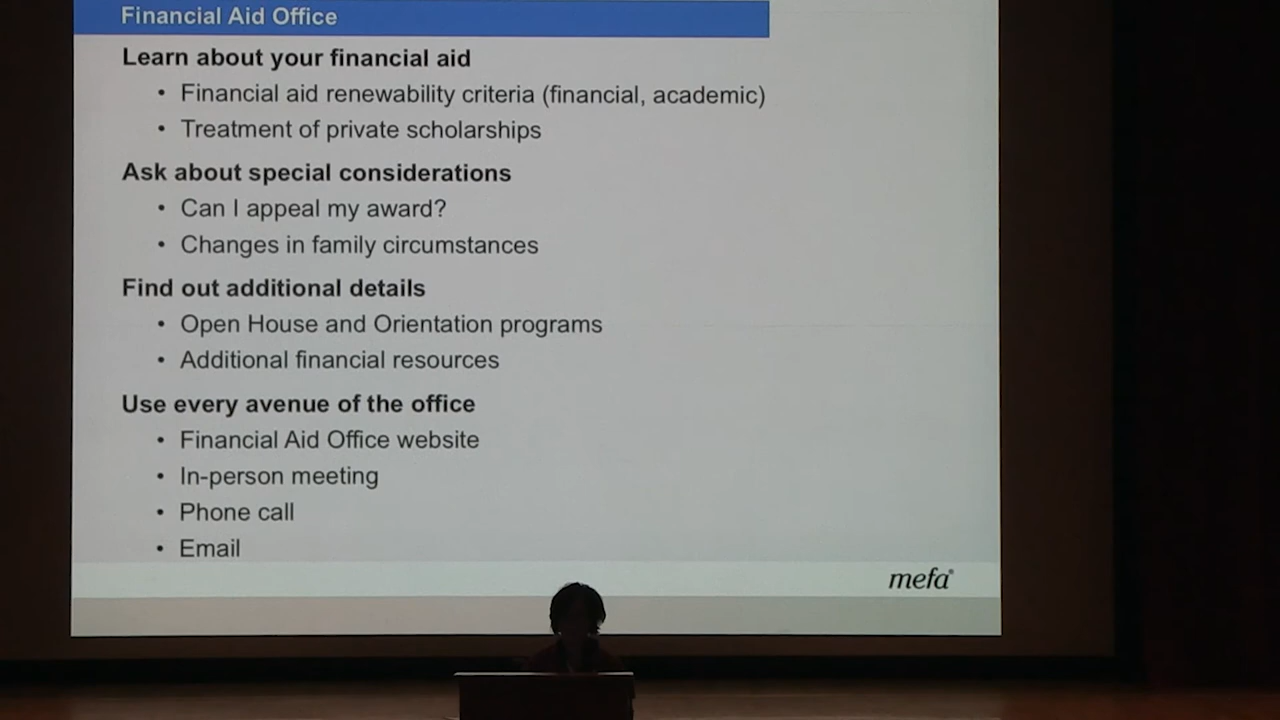 Financial Aid Office
Learn about your financial aid
• Financial aid renewability criteria (financial, academic)
• Treatment of private scholarships
Ask about special considerations
• Can I appeal my award?
• Changes in family circumstances
Find out additional details
• Open House and Orientation programs
• Additional financial resources
Use every avenue of the office
• Financial Aid Office website
• In-person meeting
• Phone call
• Email
mefa®